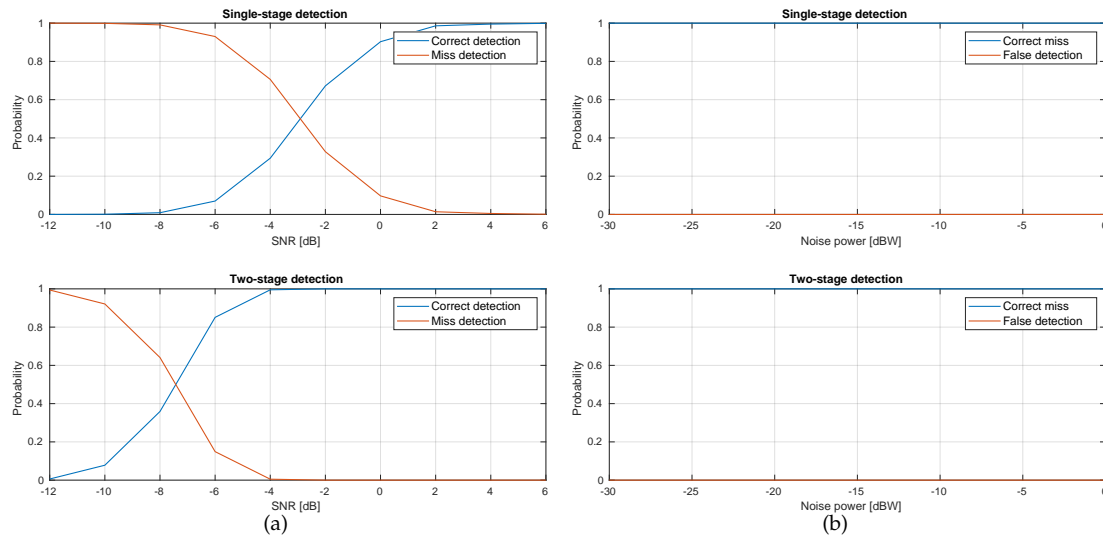 Single-stage detection
1
0.8
0.6
0.4
0.2
0
Probability
Correct detection
Miss detection
-12 -10 -8 -6 -4 -2 0 2 4 6
SNR [dB]
Two-stage detection
1
0.8
0.6
0.4
0.2
0
Probability
Correct detection
Miss detection
-12 -10 -8 -6 -4 -2 0 2 4 6
SNR [dB]
(a)
Single-stage detection
1
0.8
0.6
0.4
0.2
0
Probability
Correct miss
False detection
-30 -25 -20 -15 -10 -5 0
Noise power [dBW]
Two-stage detection
1
0.8
0.6
0.4
0.2
0
Probability
Correct miss
False detection
-30 -25 -20 -15 -10 -5 0
Noise power [dBW]
(b)